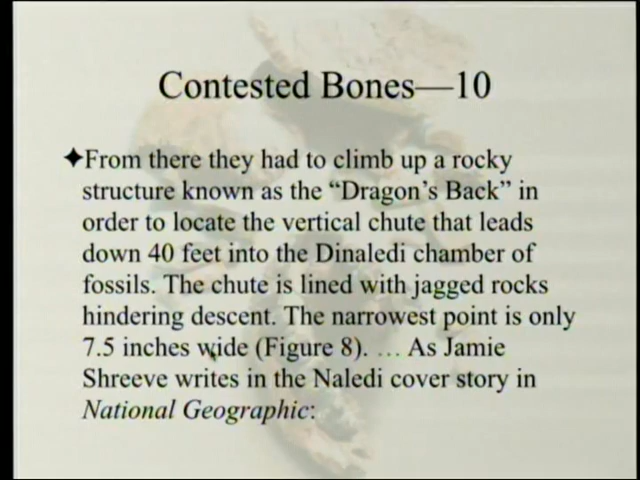 Contested Bones—10
✦From there they had to climb up a rocky
structure known as the “Dragon’s Back” in
order to locate the vertical chute that leads
down 40 feet into the Dinaledi chamber of
fossils. The chute is lined with jagged rocks
hindering descent. The narrowest point is only
7.5 inches wide (Figure 8). … As Jamie
Shreeve writes in the Naledi cover story in
National Geographic: